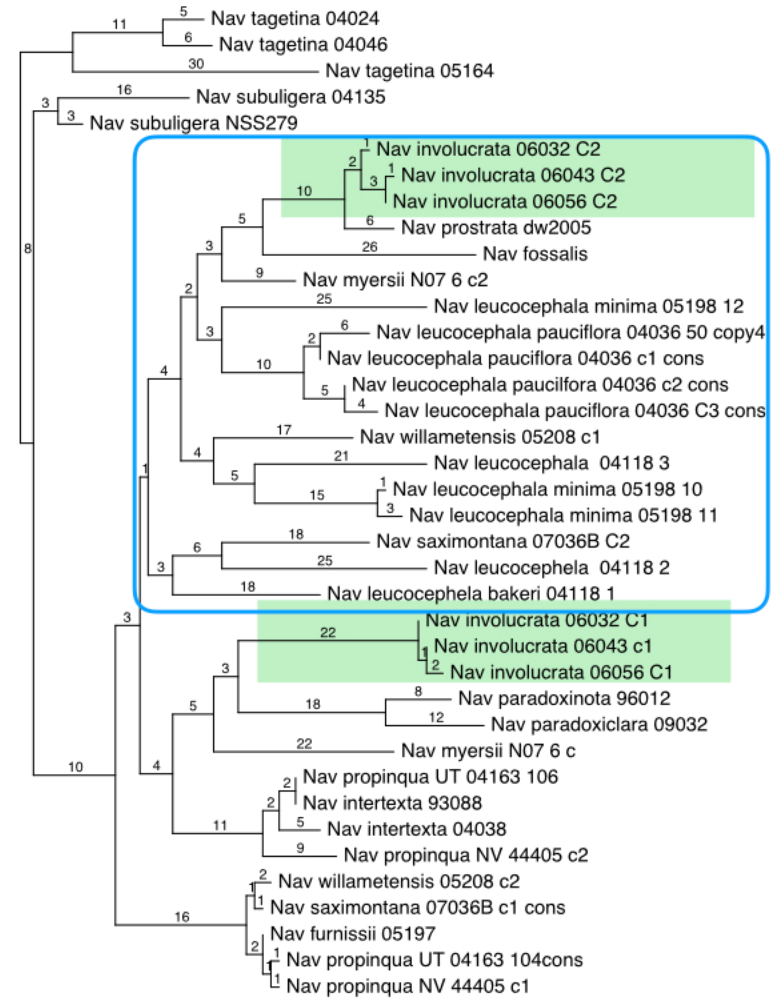 5
Nav tagetina 04024
11
6
Nav tagetina 04046
30
Nav tagetina 05164
16
Nav subuligera 04135
3
3
Nav subuligera NSS279
1
Nav involucrata 06032 C2
2
1
Nav involucrata 06043 C2
3
10
Nav involucrata 06056 C2
5
6
Nav prostrata dw2005
8
3
26
Nav fossalis
9
Nav myersii N07 6 c2
2
25
Nav leucocephala minima 05198 12
3
6
Nav leucocephala pauciflora 04036 50 copy4
2
Nav leucocephala pauciflora 04036 c1 cons
10
4
Nav leucocephala paucilfora 04036 c2 cons
5
4
Nav leucocephala pauciflora 04036 C3 cons
17
Nav willametensis 05208 c1
4
21
Nav leucocephala 04118 3
1
5
1
Nav leucocephala minima 05198 10
15
3
Nav leucocephala minima 05198 11
18
Nav saximontana 07036B C2
6
25
Nav leucocephela 04118 2
3
18
Nav leucocephela bakeri 04118 1
3
Nav involucrata 06032 C1
22
1
Nav involucrata 06043 c1
2
Nav involucrata 06056 C1
3
8
Nav paradoxinota 96012
18
5
12
Nav paradoxiclara 09032
22
Nav myersii N07 6 c
10
4
2
Nav propinqua UT 04163 106
2
Nav intertexta 93088
11
5
Nav intertexta 04038
9
Nav propinqua NV 44405 c2
2
Nav willametensis 05208 c2
1
1
Nav saximontana 07036B c1 cons
16
Nav furnissii 05197
2
1
Nav propinqua UT 04163 104cons
1
1
Nav propinqua NV 44405 c1